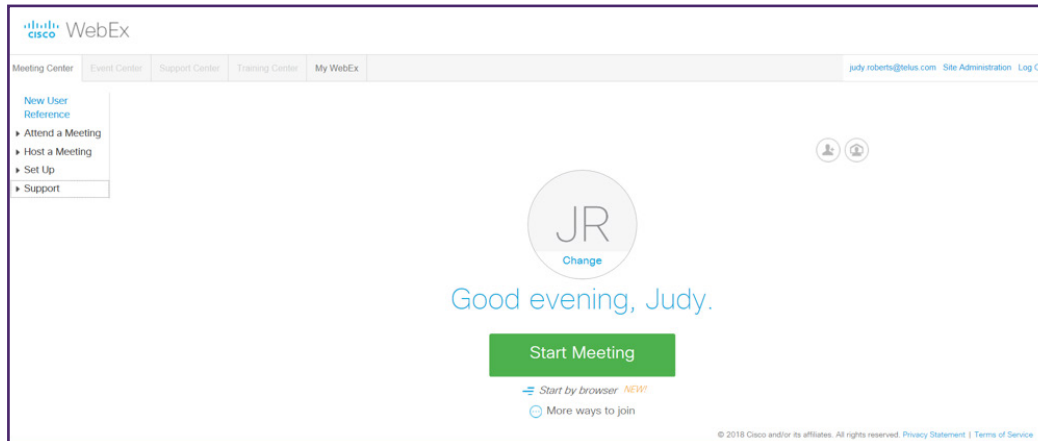 CISCO WebEx
Meeting Center Event Center Support Center Training Center My WebEx judy.roberts@telus.com Site Administration Log
New User
Reference
Attend a Meeting
Host a Meeting
Set Up
Support
JR
Change
Good evening, Judy.
Start Meeting
Start by browser NEW!
More ways to join
© 2018 Cisco and/or its affiliates. All rights reserved. Privacy Statement | Terms of Service